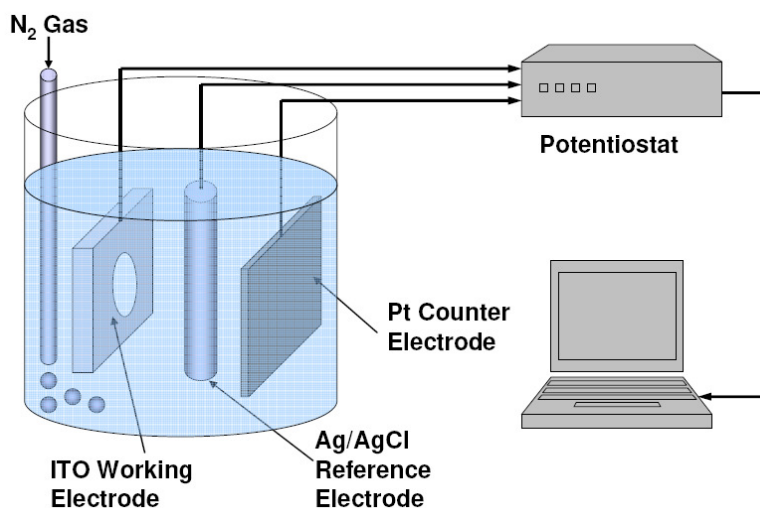 N₂ Gas
Potentiostat
Pt Counter
Electrode
Ag/AgCl
Reference
Electrode
ITO Working
Electrode